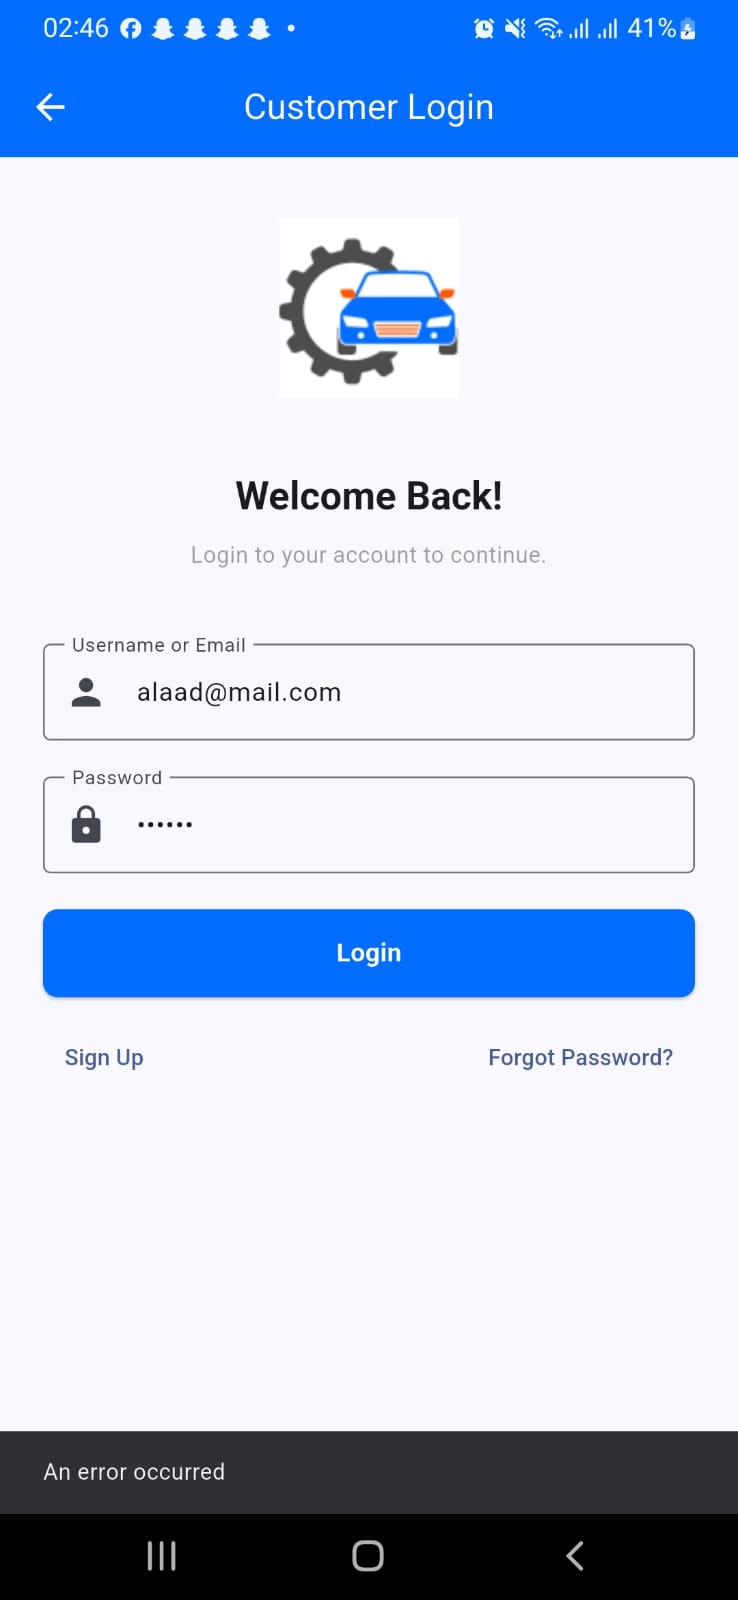 02:46 41%
Customer Login
Welcome Back!
Login to your account to continue.
Username or Email
alaad@mail.com
Password
••••••
Login
Sign Up Forgot Password?
An error occurred